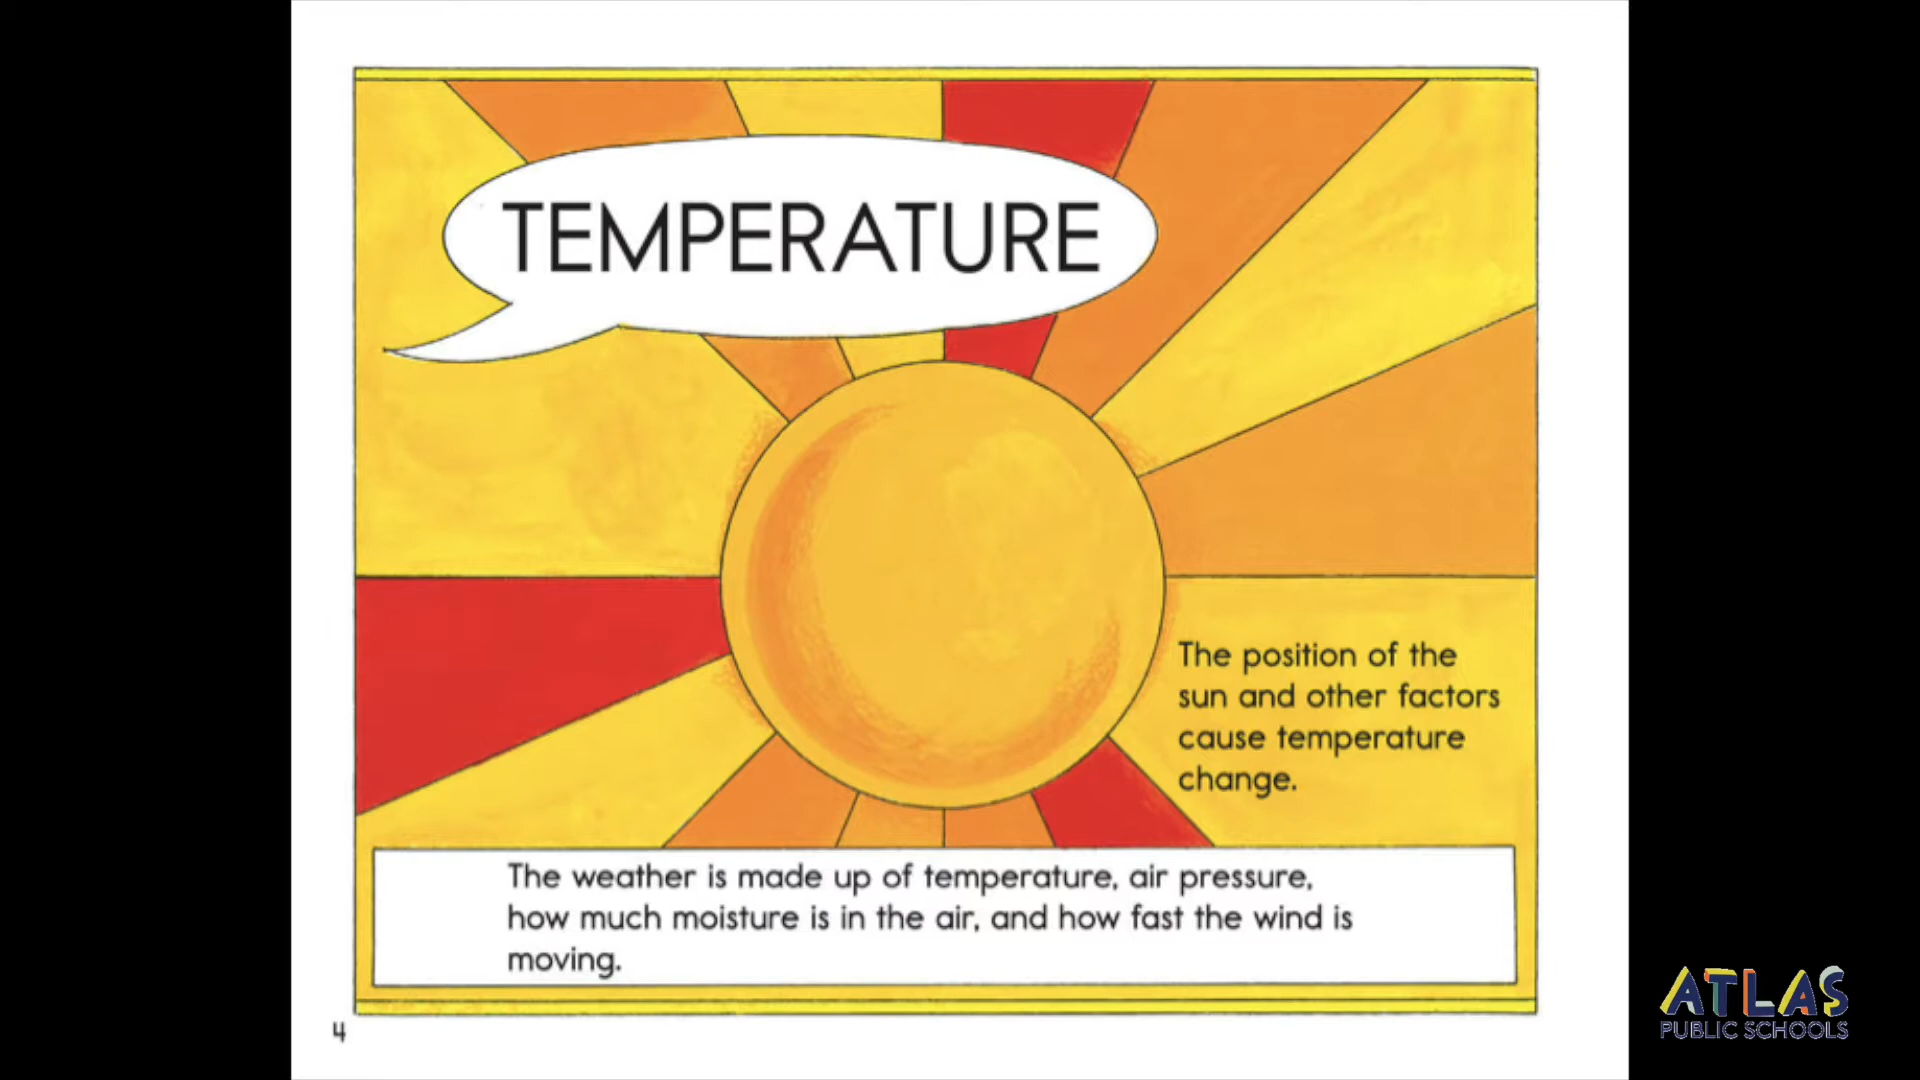 TEMPERATURE
The position of the
sun and other factors
cause temperature
change.
The weather is made up of temperature, air pressure,
how much moisture is in the air, and how fast the wind is
moving.
4
ATLAS
PUBLIC SCHOOLS